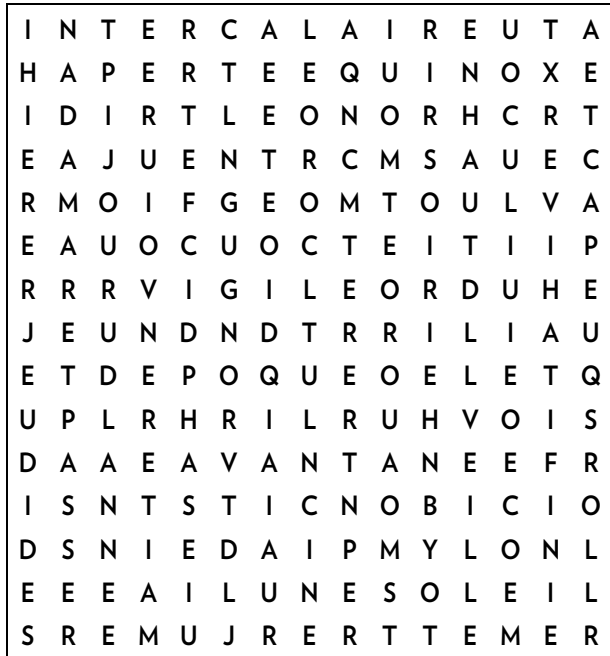 I N T E R C A L A I R E U T A
H A P E R T E E Q U I N O X E
I D I R T L E O N O R H C R T
E A J U E N T R C M S A U E C
R M O I F G E O M T O U L V A
E A U O C U O C T E I T I I P
R R R V I G I L E O R D U H E
J E U N D N D T R R I L I A U
E T D E P O Q U E O E L E T Q
U P L R H R I L R U H V O I S
D A A E A V A N T A N E E F R
I S N T S T I C N O B I C I O
D S N I E D A I P M Y L O N L
E E E A I L U N E S O L E I L
S R E M U J R E R T T E M E R